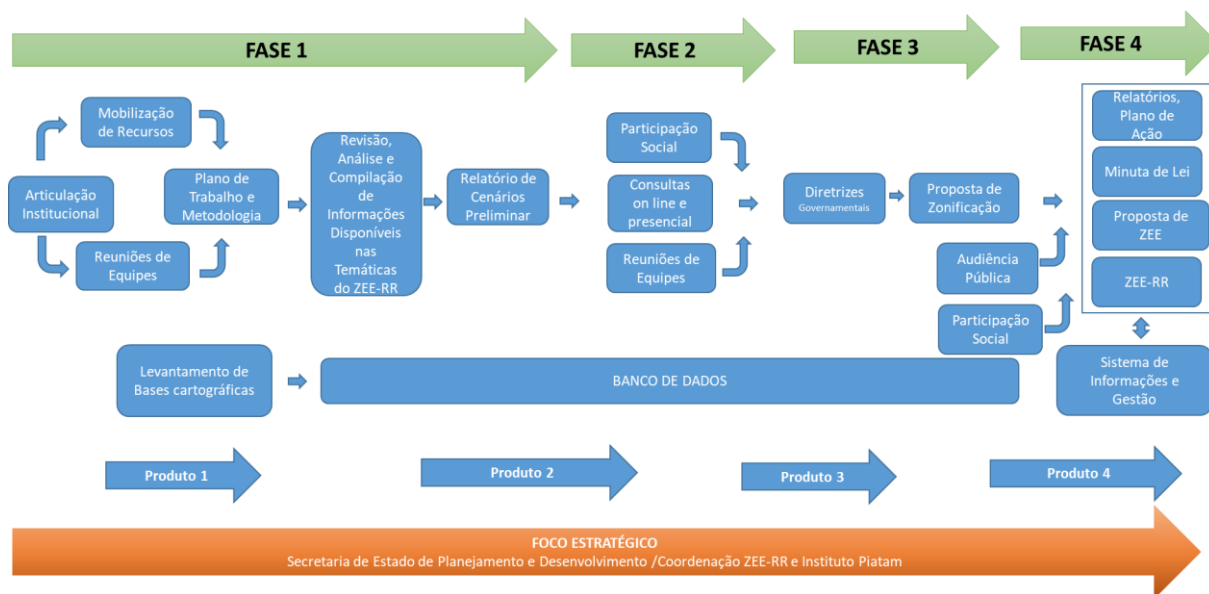 FASE 1
FASE 2
FASE 3
FASE 4
Mobilização
de Recursos
Articulação
Institucional
Reuniões de
Equipes
Plano de
Trabalho e
Metodologia
Revisão,
Análise e
Compilação
de
Informações
Disponíveis
nas
Temáticas
do ZEE-RR
Relatório de
Cenários
Preliminar
Participação
Social
Consultas
on line e
presencial
Reuniões de
Equipes
Diretrizes
Governamentais
Proposta de
Zonificação
Audiência
Pública
Participação
Social
Relatórios,
Plano de
Ação
Minuta de Lei
Proposta de
ZEE
ZEE-RR
Sistema de
Informações e
Gestão
Levantamento de
Bases cartográficas
BANCO DE DADOS
Produto 1
Produto 2
Produto 3
Produto 4
FOCO ESTRATÉGICO
Secretaria de Estado de Planejamento e Desenvolvimento /Coordenação ZEE-RR e Instituto Piatam